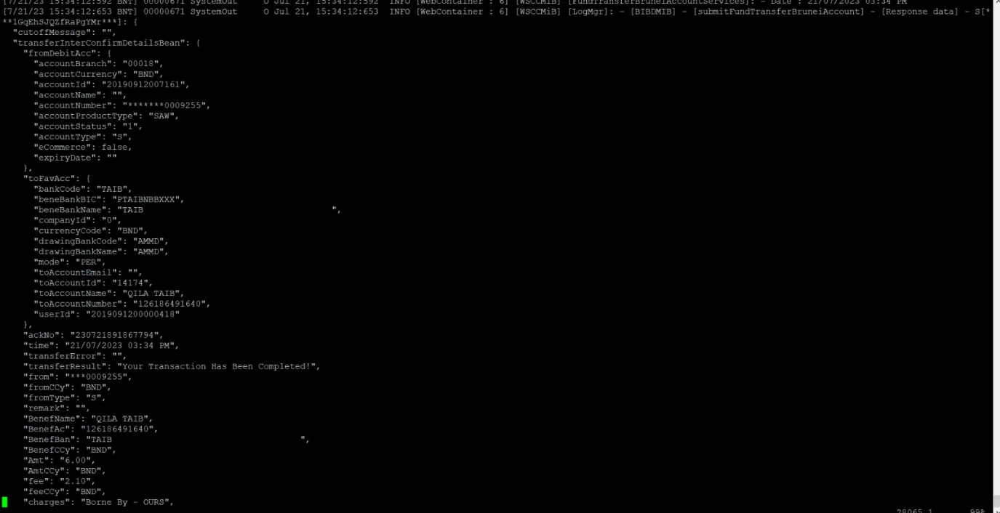 [7/21/23 15:34:12:592 BNT] 00000671 SystemOut     O Jul 21, 15:34:12:592  INFO [WebContainer : 6] [WSCCMiB] [FundTransferBruneiAccountServices]: - Date : 21/07/2023 03:34 PM
[7/21/23 15:34:12:653 BNT] 00000671 SystemOut     O Jul 21, 15:34:12:653  INFO [WebContainer : 6] [WSCCMiB] [LogMgr]: - [BIBDMIB] - [submitFundTransferBruneiAccount] - [Response data] - S[*
**1GqEhSJQZfRaPgYMr***]: {
  "cutoffMessage": "",
  "transferInterConfirmDetailsBean": {
    "fromDebitAcc": {
      "accountBranch": "00018",
      "accountCurrency": "BND",
      "accountId": "20190912007161",
      "accountName": "",
      "accountNumber": "*******0009255",
      "accountProductType": "SAW",
      "accountStatus": "1",
      "accountType": "S",
      "eCommerce": false,
      "expiryDate": ""
    },
    "toFavAcc": {
      "bankCode": "TAIB",
      "beneBankBIC": "PTAIBNBBXXX",
      "beneBankName": "TAIB                                    ",
      "companyId": "0",
      "currencyCode": "BND",
      "drawingBankCode": "AMMD",
      "drawingBankName": "AMMD",
      "mode": "PER",
      "toAccountEmail": "",
      "toAccountId": "14174",
      "toAccountName": "QILA TAIB",
      "toAccountNumber": "126186491640",
      "userId": "2019091200000418"
    },
    "ackNo": "230721891867794",
    "time": "21/07/2023 03:34 PM",
    "transferError": "",
    "transferResult": "Your Transaction Has Been Completed!",
    "from": "***0009255",
    "fromCCy": "BND",
    "fromType": "S",
    "remark": "",
    "BenefName": "QILA TAIB",
    "BenefAc": "126186491640",
    "BenefBan": "TAIB                                    ",
    "BenefCCy": "BND",
    "Amt": "6.00",
    "AmtCCy": "BND",
    "fee": "2.10",
    "feeCCy": "BND",
    "charges": "Borne By - OURS",
28065,1 99%